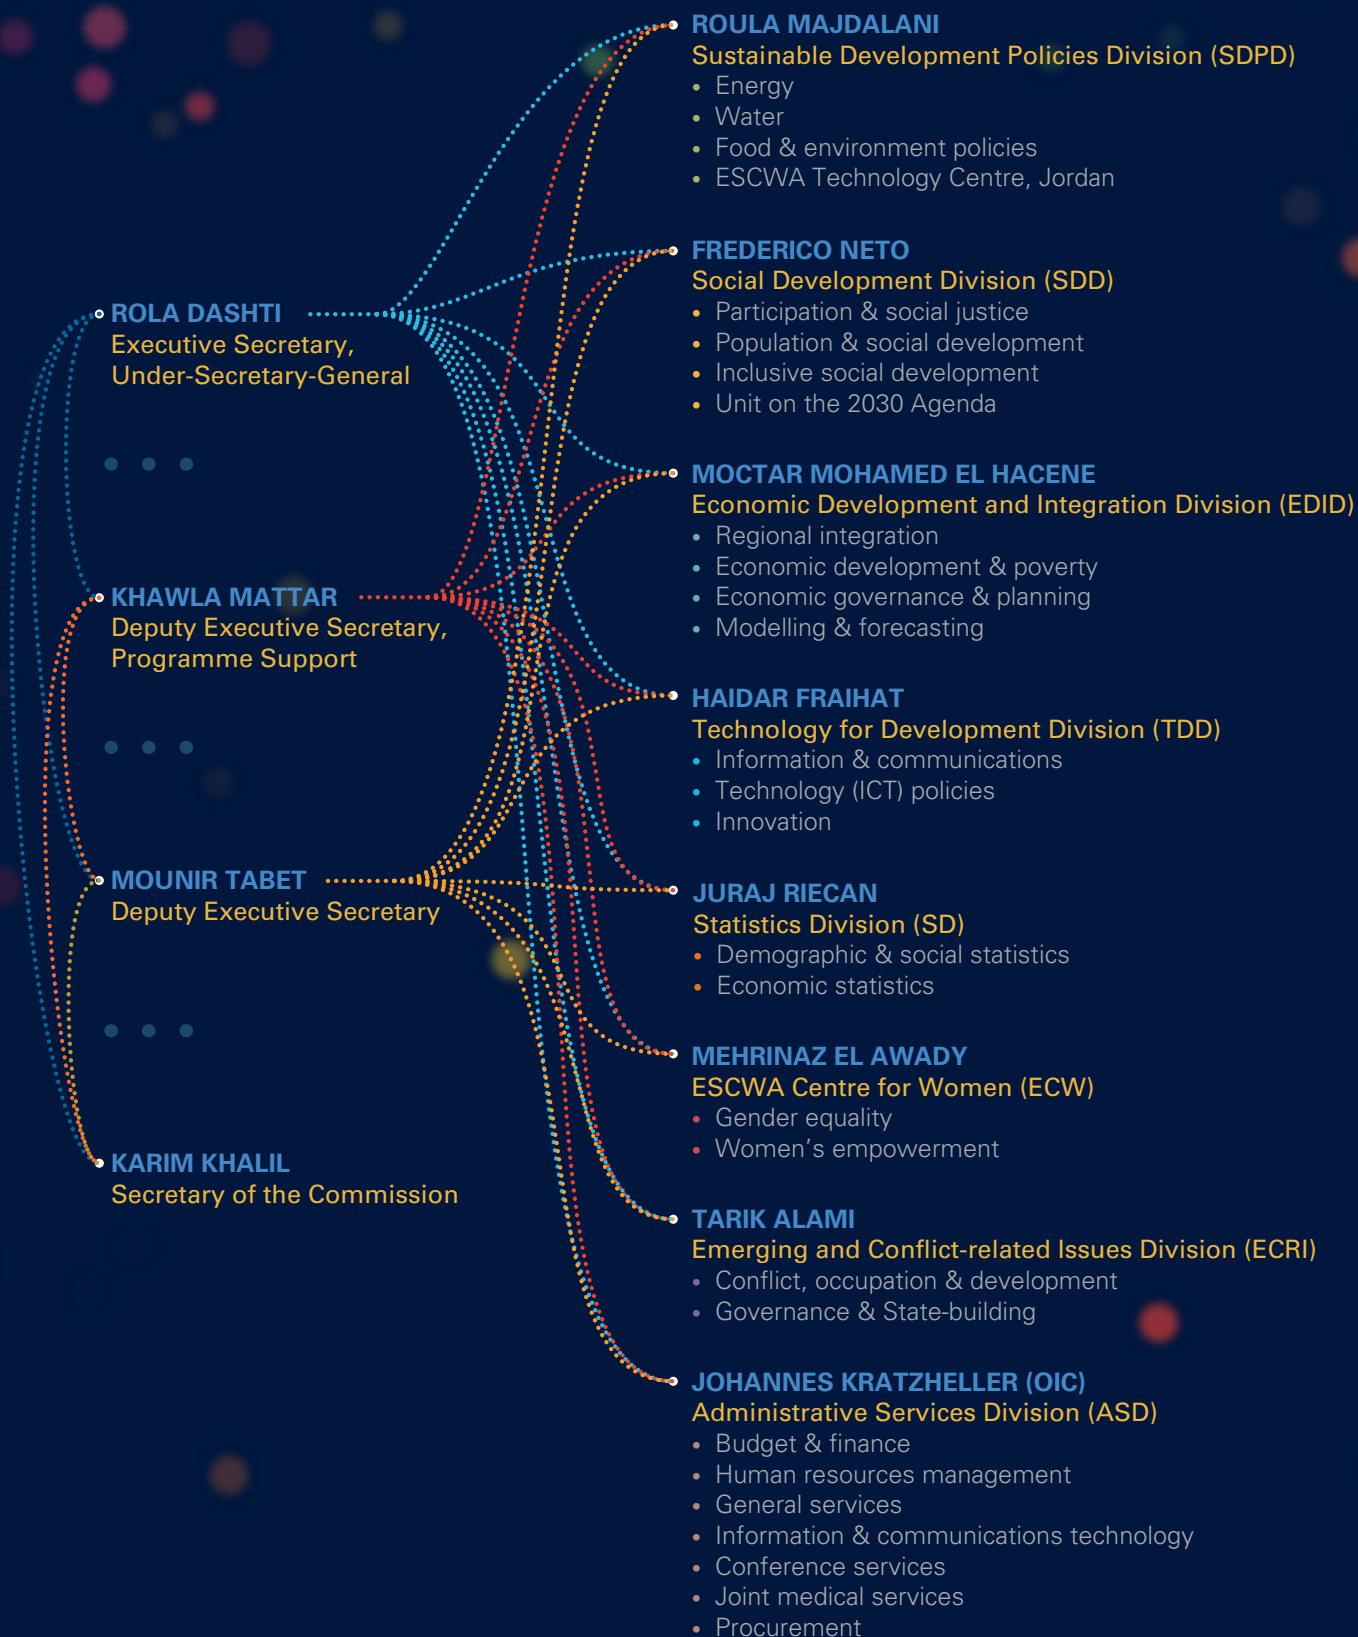 ROLA DASHTI
Executive Secretary,
Under-Secretary-General
KHAWLA MATTAR
Deputy Executive Secretary,
Programme Support
MOUNIR TABET
Deputy Executive Secretary
KARIM KHALIL
Secretary of the Commission
ROULA MAJDALANI
Sustainable Development Policies Division (SDPD)
• Energy
• Water
• Food & environment policies
• ESCWA Technology Centre, Jordan
FREDERICO NETO
Social Development Division (SDD)
• Participation & social justice
• Population & social development
• Inclusive social development
• Unit on the 2030 Agenda
MOCTAR MOHAMED EL HACENE
Economic Development and Integration Division (EDID)
• Regional integration
• Economic development & poverty
• Economic governance & planning
• Modelling & forecasting
HAIDAR FRAIHAT
Technology for Development Division (TDD)
• Information & communications
• Technology (ICT) policies
• Innovation
JURAJ RIECAN
Statistics Division (SD)
• Demographic & social statistics
• Economic statistics
MEHRINAZ EL AWADY
ESCWA Centre for Women (ECW)
• Gender equality
• Women's empowerment
TARIK ALAMI
Emerging and Conflict-related Issues Division (ECRI)
• Conflict, occupation & development
• Governance & State-building
JOHANNES KRATZHELLER (OIC)
Administrative Services Division (ASD)
• Budget & finance
• Human resources management
• General services
• Information & communications technology
• Conference services
• Joint medical services
• Procurement